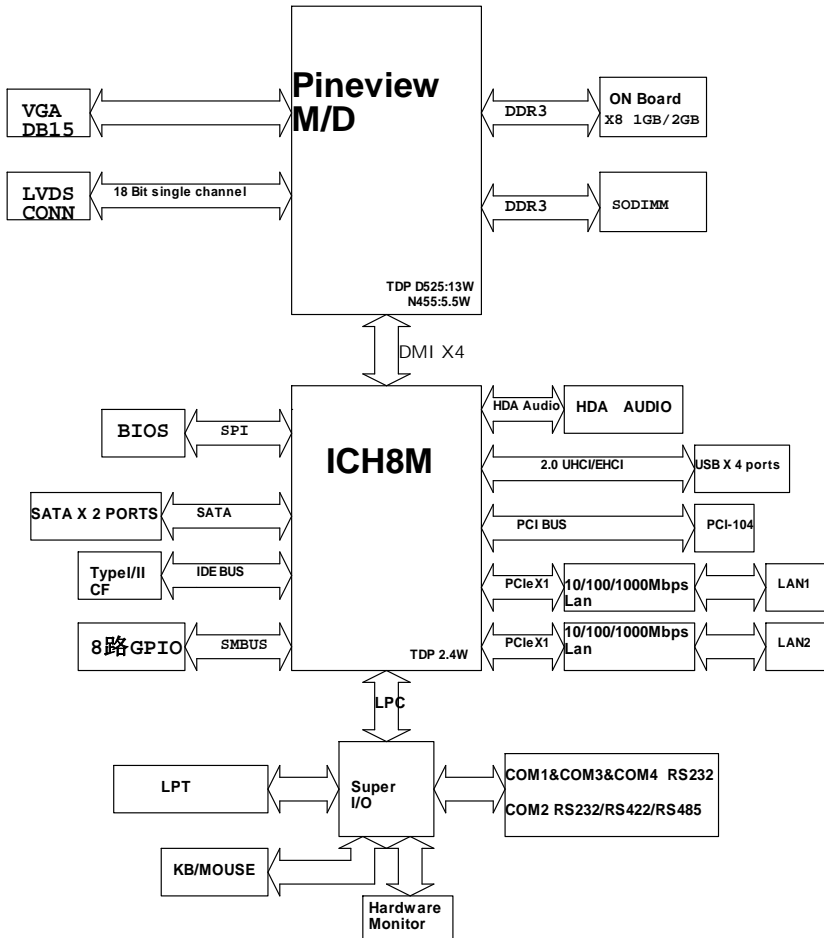 Pineview
M/D
VGA
DB15
DDR3
ON Board
X8 1GB/2GB
LVDS
CONN
18 Bit single channel
DDR3
SODIMM
TDP D525:13W
N455:5.5W
DMI X4
ICH8M
HDA Audio
HDA AUDIO
BIOS
SPI
2.0 UHCI/EHCI
USB X 4 ports
SATA X 2 PORTS
SATA
PCI BUS
PCI-104
TypeI/II
CF
IDE BUS
PCIe X1
10/100/1000Mbps
Lan
LAN1
8路GPIO
SMBUS
PCIe X1
10/100/1000Mbps
Lan
LAN2
TDP 2.4W
LPC
LPT
Super
I/O
COM1&COM3&COM4 RS232
COM2 RS232/RS422/RS485
KB/MOUSE
Hardware
Monitor